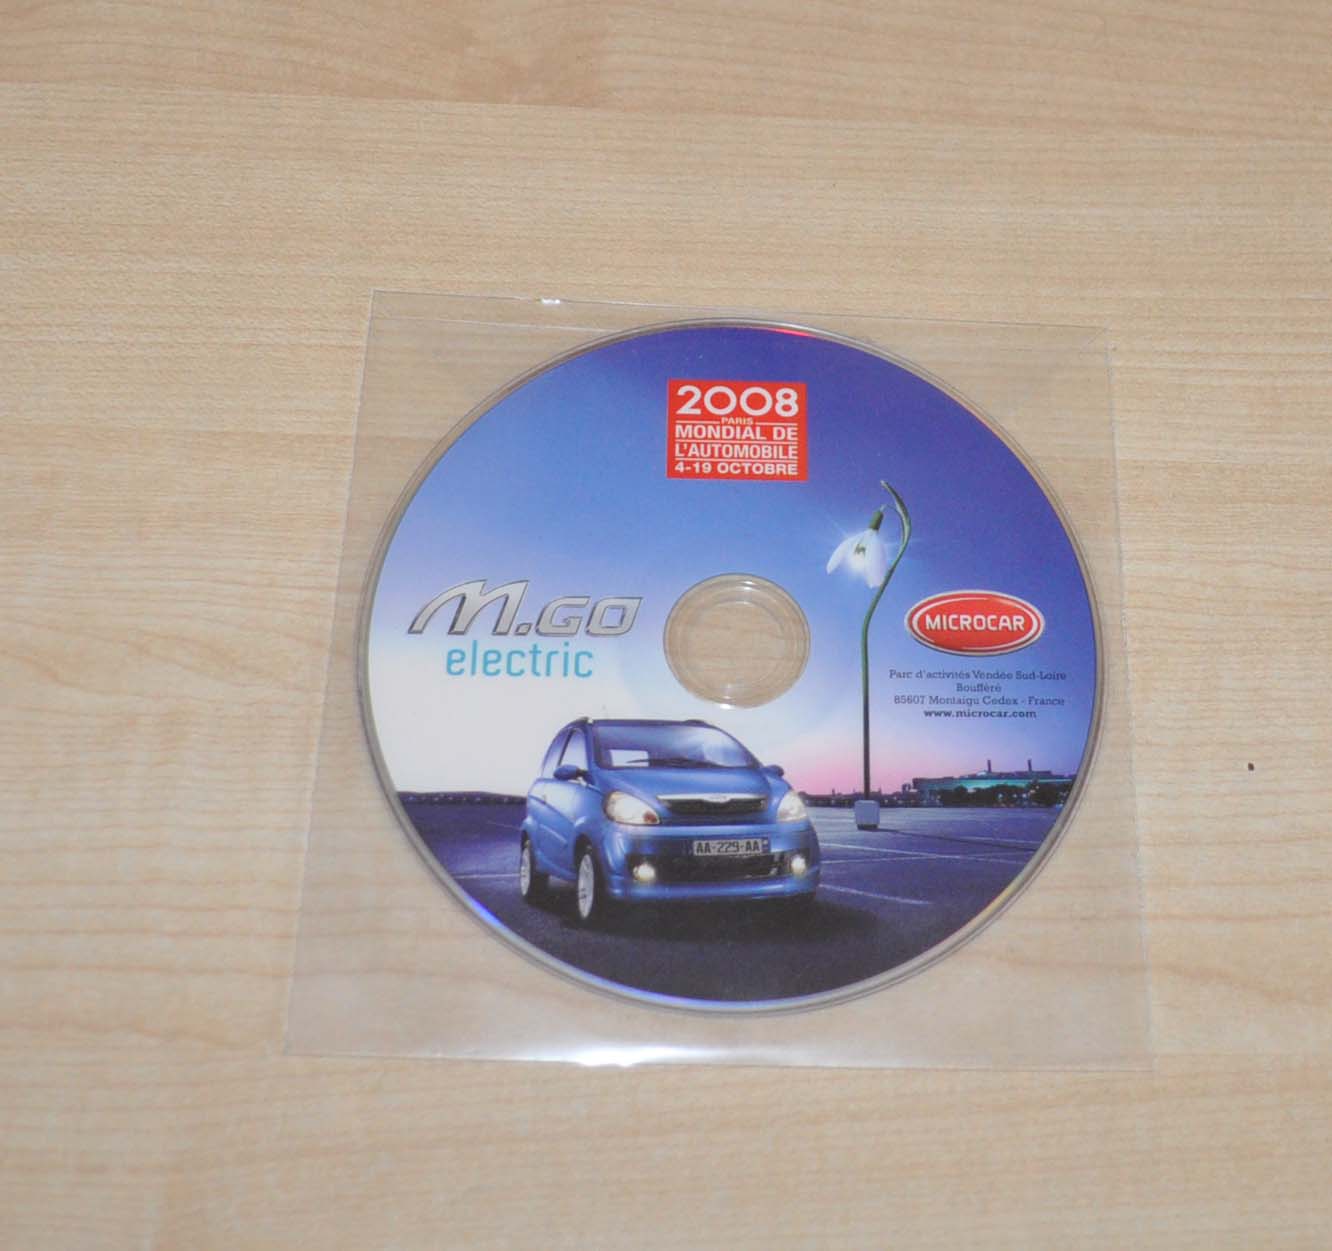 2008
PARIS
MONDIAL DE
L'AUTOMOBILE
4-19 OCTOBRE
M.GO
electric
MICROCAR
Parc d'activités Vendée Sud-Loire
Boufféré
85607 Montaigu Cedex - France
www.microcar.com
AA-229-AA